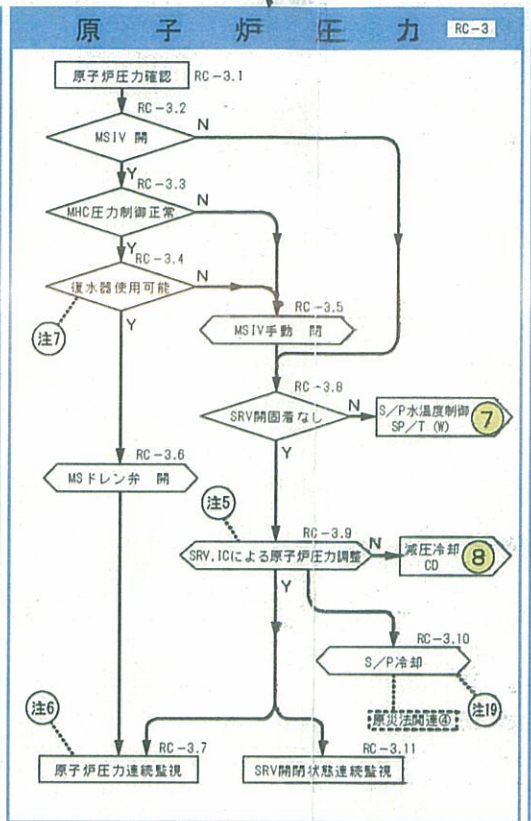 原子炉圧力 RC-3
原子炉圧力確認 RC-3.1
RC-3.2
MSIV 開 N
Y
RC-3.3
MHC圧力制御正常 N
Y
RC-3.4
復水器使用可能 N
Y
注7
RC-3.5
MSIV手動 閉
RC-3.8
SRV開固着なし N
Y
S/P水温度制御
SP/T (W) 7
RC-3.6
MSドレン弁 開
注5
RC-3.9
SRV,ICによる原子炉圧力調整 N
Y
減圧冷却
CD 8
RC-3.10
S/P冷却
注19
原災法関連④
注6
RC-3.7
原子炉圧力連続監視
RC-3.11
SRV開閉状態連続監視